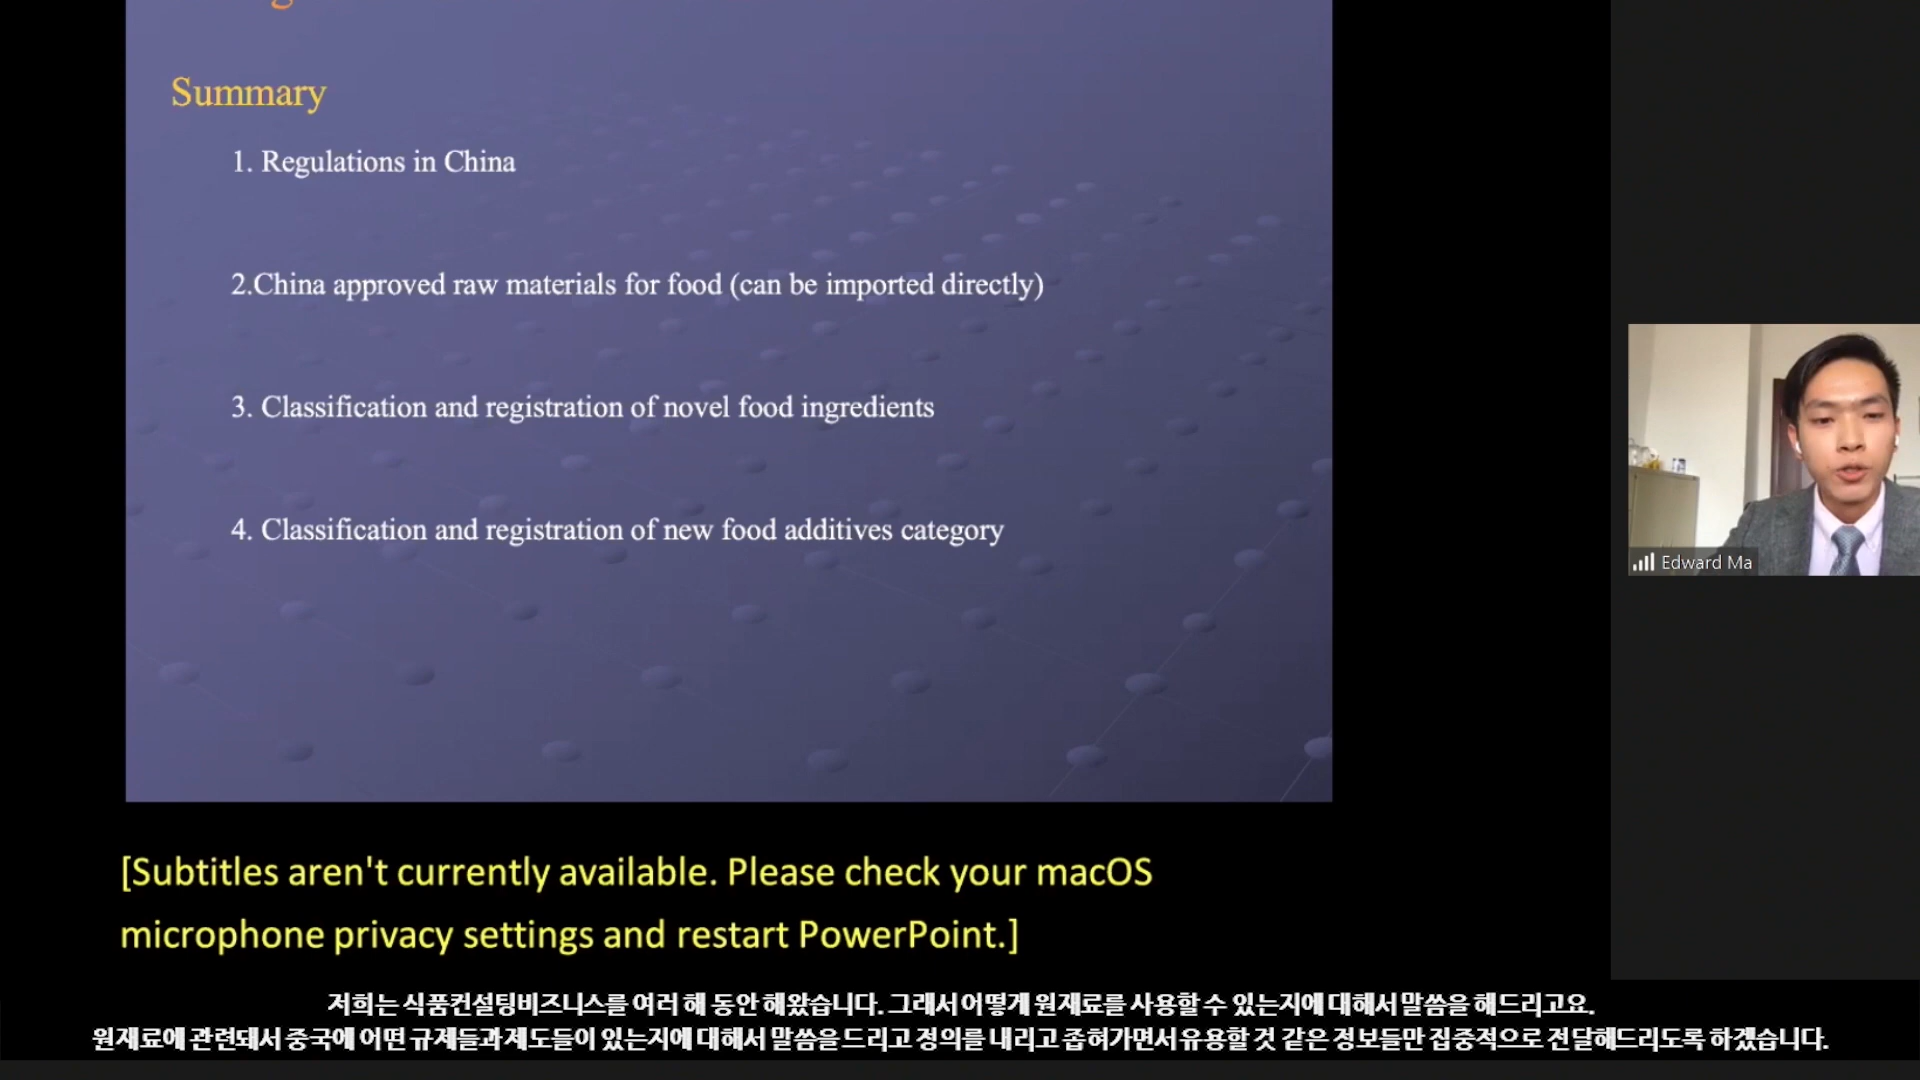 Summary
1. Regulations in China
2.China approved raw materials for food (can be imported directly)
3. Classification and registration of novel food ingredients
4. Classification and registration of new food additives category
Edward Ma
[Subtitles aren't currently available. Please check your macOS
microphone privacy settings and restart PowerPoint.]
저희는 식품컨설팅비즈니스를 여러 해 동안 해왔습니다. 그래서 어떻게 원재료를 사용할 수 있는지에 대해서 말씀을 해드리고요.
원재료에 관련돼서 중국에 어떤 규제들과 제도들이 있는지에 대해서 말씀을 드리고 정의를 내리고 좁혀가면서 유용할 것 같은 정보들만 집중적으로 전달해드리도록 하겠습니다.